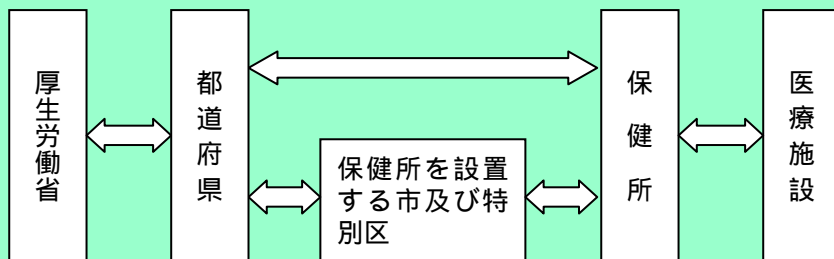 厚生労働省
都道府県
保健所を設置
する市及び特
別区
保健所
医療施設